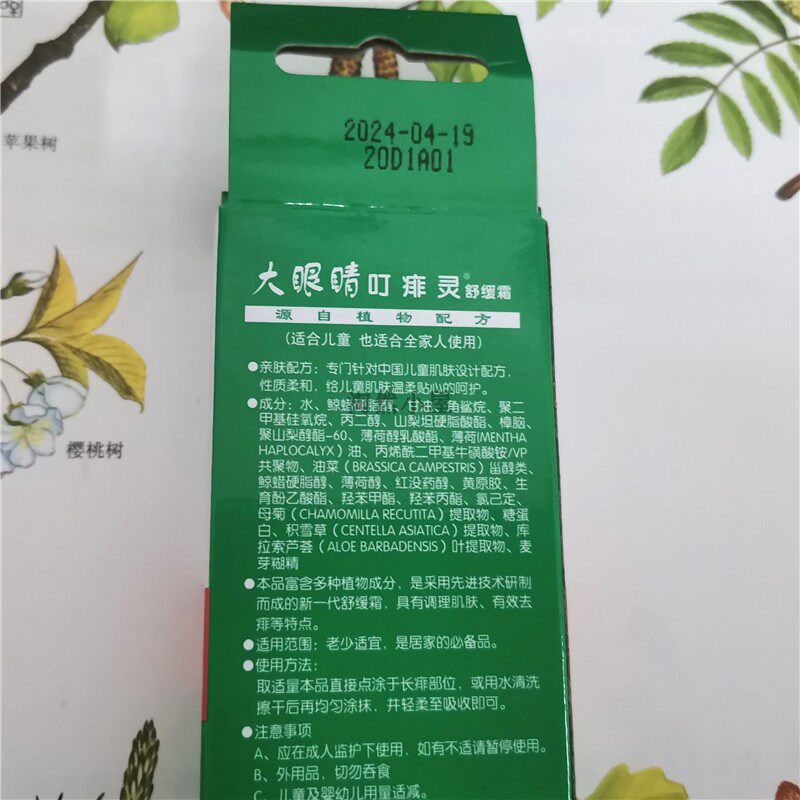 苹果树
樱桃树
2024-04-19
20D1A01
大眼睛叮痱灵®舒缓霜
源自植物配方
(适合儿童 也适合全家人使用)
●亲肤配方：专门针对中国儿童肌肤设计配方，
性质柔和，给儿童肌肤温柔贴心的呵护。
●成分：水、鲸蜡硬脂醇、甘油、角鲨烷、聚二
甲基硅氧烷、丙二醇、山梨坦硬脂酸酯、樟脑、
聚山梨醇酯-60、薄荷醇乳酸酯、薄荷(MENTHA
HAPLOCALYX）油、丙烯酰二甲基牛磺酸铵/VP
共聚物、油菜（BRASSICA CAMPESTRIS）甾醇类、
鲸蜡硬脂醇、薄荷醇、红没药醇、黄原胶、生
育酚乙酸酯、羟苯甲酯、羟苯丙酯、氯己定、
母菊（CHAMOMILLA RECUTITA）提取物、糖蛋
白、积雪草（CENTELLA ASIATICA）提取物、库
拉索芦荟（ALOE BARBADENSIS）叶提取物、麦
芽糊精
●本品富含多种植物成分，是采用先进技术研制
而成的新一代舒缓霜，具有调理肌肤、有效去
痱等特点。
●适用范围：老少适宜，是居家的必备品。
●使用方法：
取适量本品直接点涂于长痱部位，或用水清洗
擦干后再均匀涂抹，并轻柔至吸收即可。
●注意事项
A、应在成人监护下使用，如有不适请暂停使用。
B、外用品，切勿吞食
C、儿童及婴幼儿用量适减。